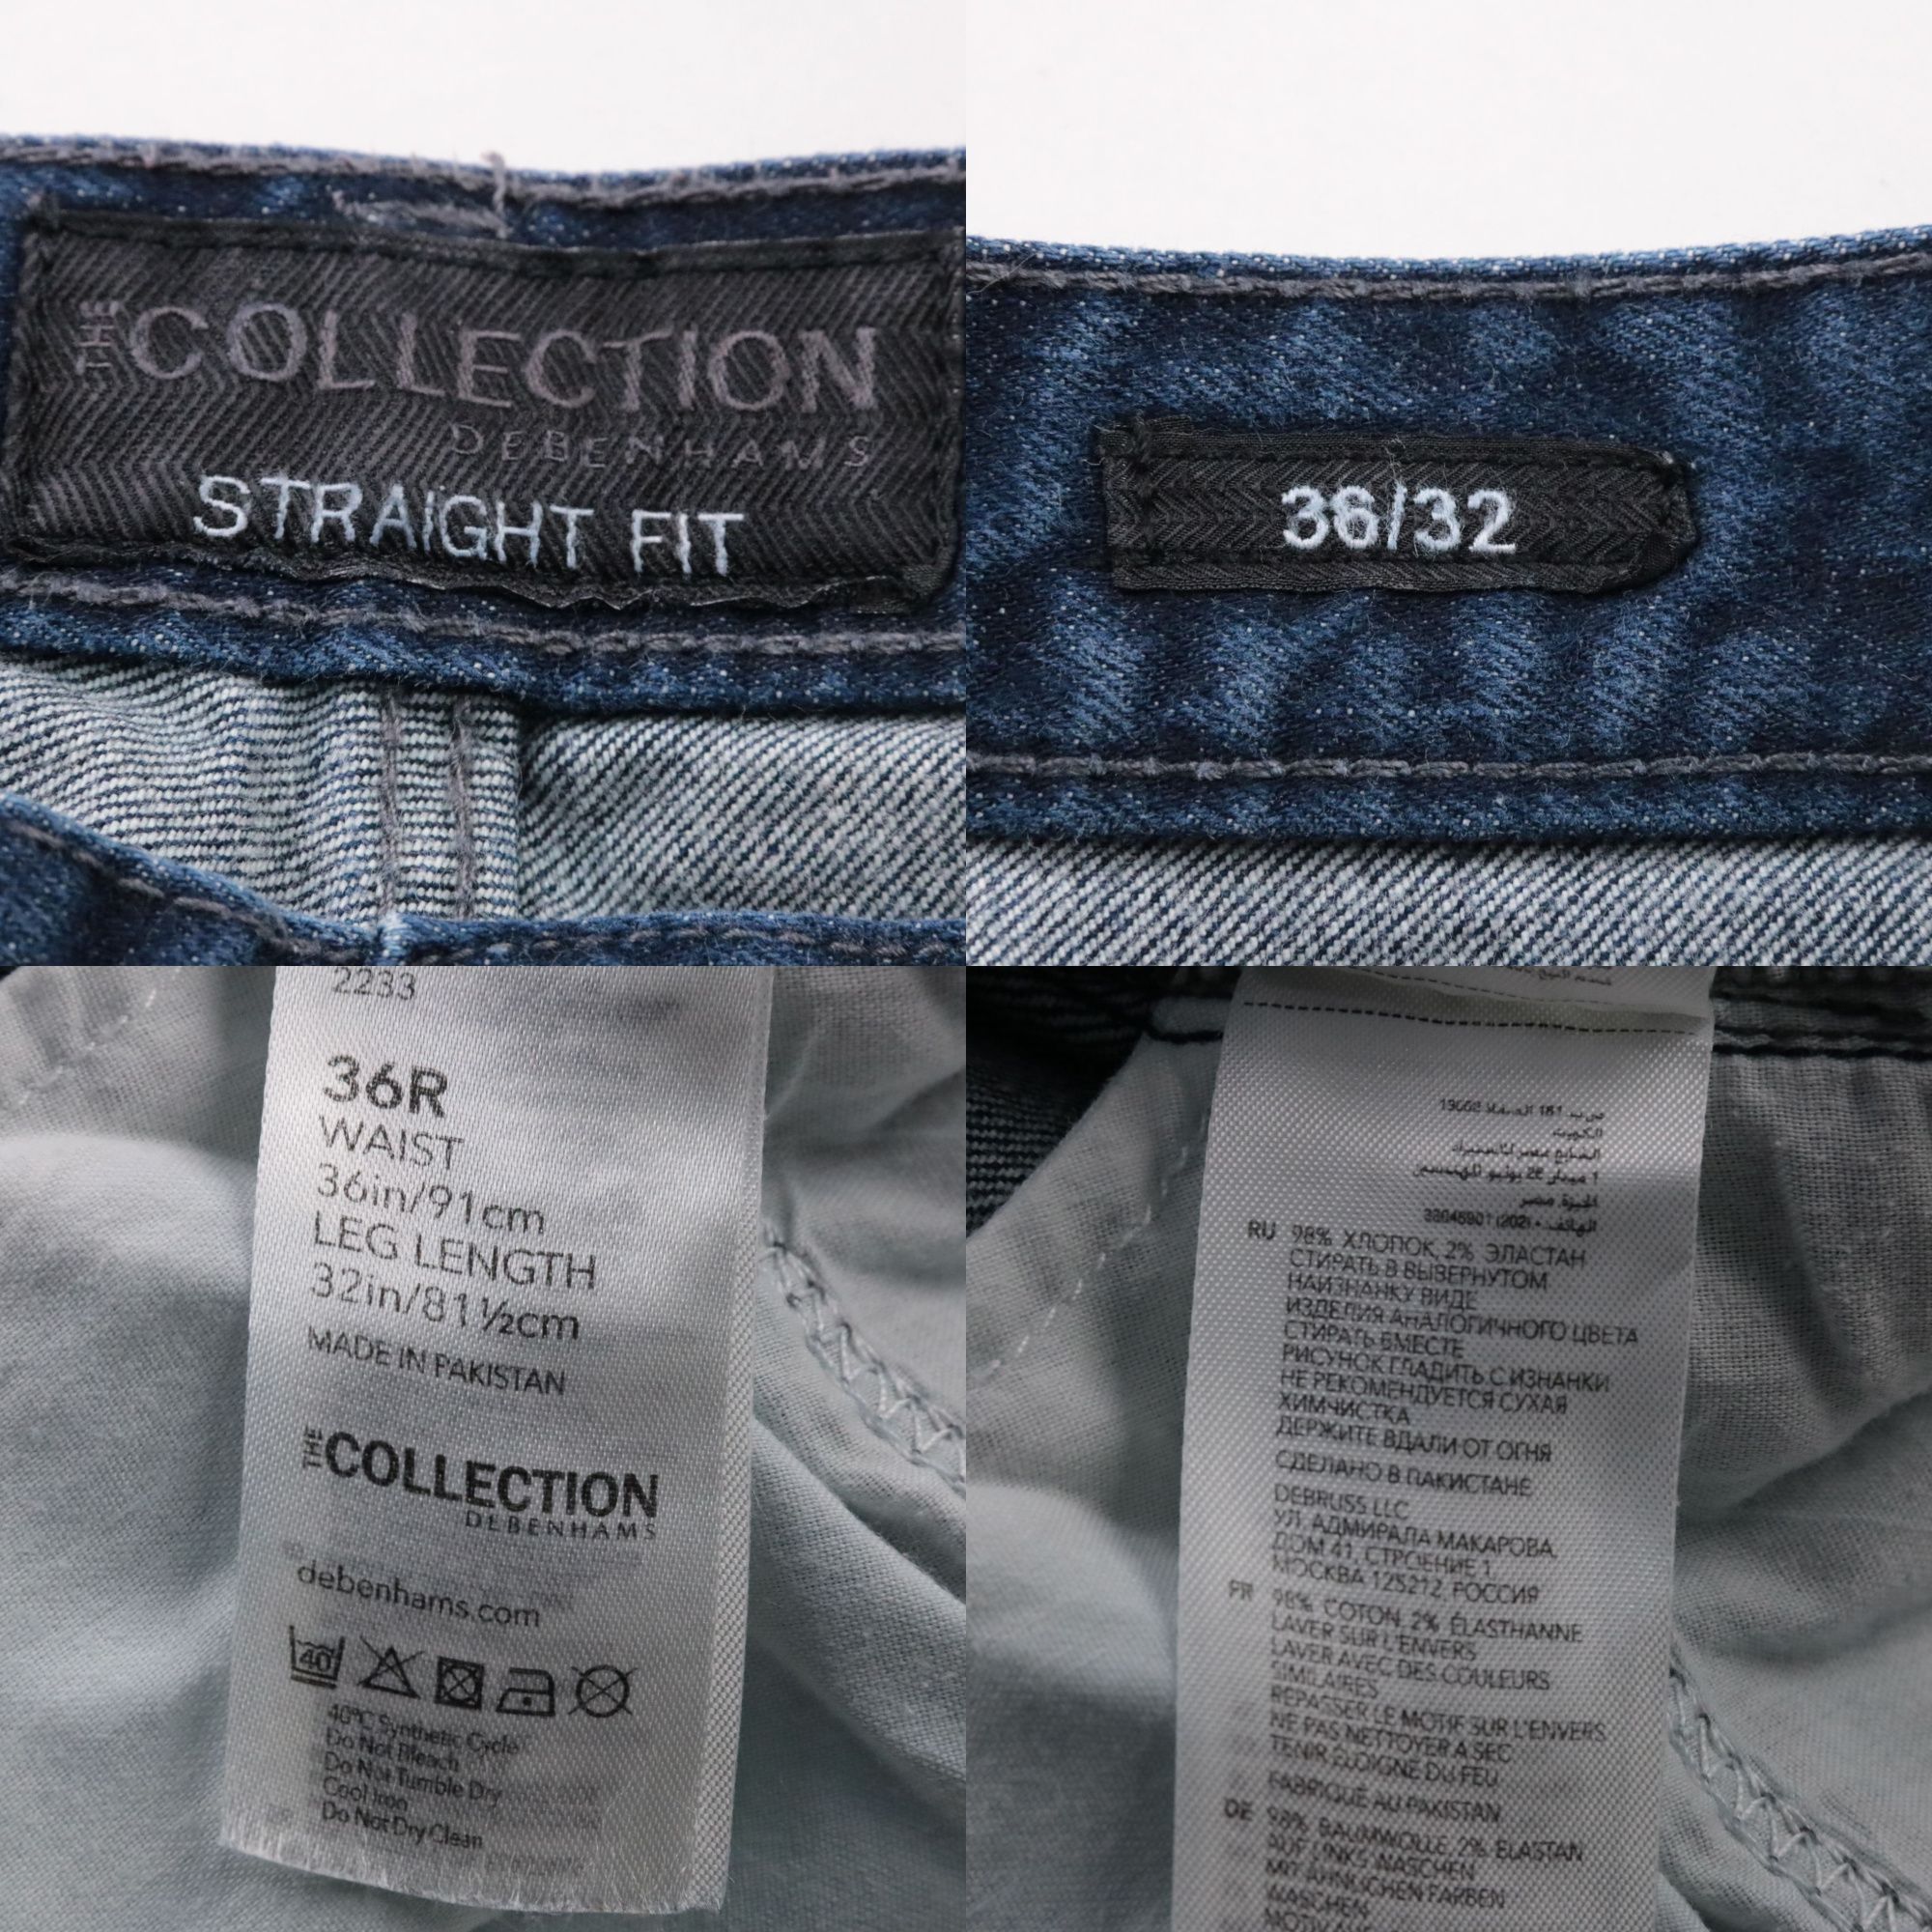 THE COLLECTION
DEBENHAMS
STRAIGHT FIT
36/32
2233
36R
WAIST
36in/91cm
LEG LENGTH
32in/81½cm
MADE IN PAKISTAN
THE COLLECTION
DEBENHAMS
debenhams.com
40
40°C Synthetic Cycle
Do Not Bleach
Do Not Tumble Dry
Cool Iron
Do Not Dry Clean
الكويت
الجيزة، مصر
RU 98% ХЛОПОК, 2% ЭЛАСТАН
СТИРАТЬ В ВЫВЕРНУТОМ
НАИЗНАНКУ ВИДЕ
ИЗДЕЛИЯ АНАЛОГИЧНОГО ЦВЕТА
СТИРАТЬ ВМЕСТЕ
РИСУНОК ГЛАДИТЬ С ИЗНАНКИ
НЕ РЕКОМЕНДУЕТСЯ СУХАЯ
ХИМЧИСТКА
ДЕРЖИТЕ ВДАЛИ ОТ ОГНЯ
СДЕЛАНО В ПАКИСТАНЕ
DEBRUSS LLC
УЛ. АДМИРАЛА МАКАРОВА,
ДОМ 41, СТРОЕНИЕ 1
МОСКВА 125212, РОССИЯ
FR 98% COTON, 2% ÉLASTHANNE
LAVER SUR L'ENVERS
LAVER AVEC DES COULEURS
SIMILAIRES
REPASSER LE MOTIF SUR L'ENVERS
NE PAS NETTOYER A SEC
TENIR ÉLOIGNÉ DU FEU
FABRIQUÉ AU PAKISTAN
DE 98% BAUMWOLLE, 2% ELASTAN
AUF LINKS WASCHEN
MIT ÄHNLICHEN FARBEN
WASCHEN